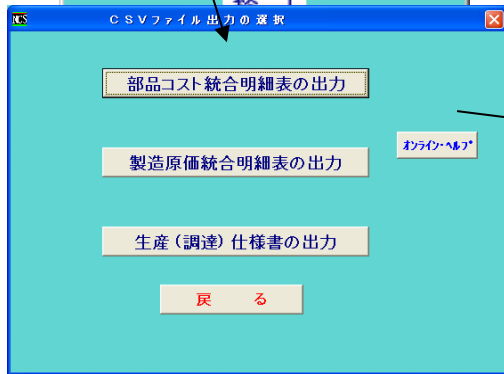 NCS CSVファイル出力の選択
部品コスト統合明細表の出力
オンライン・ヘルプ
製造原価統合明細表の出力
生産(調達)仕様書の出力
戻 る